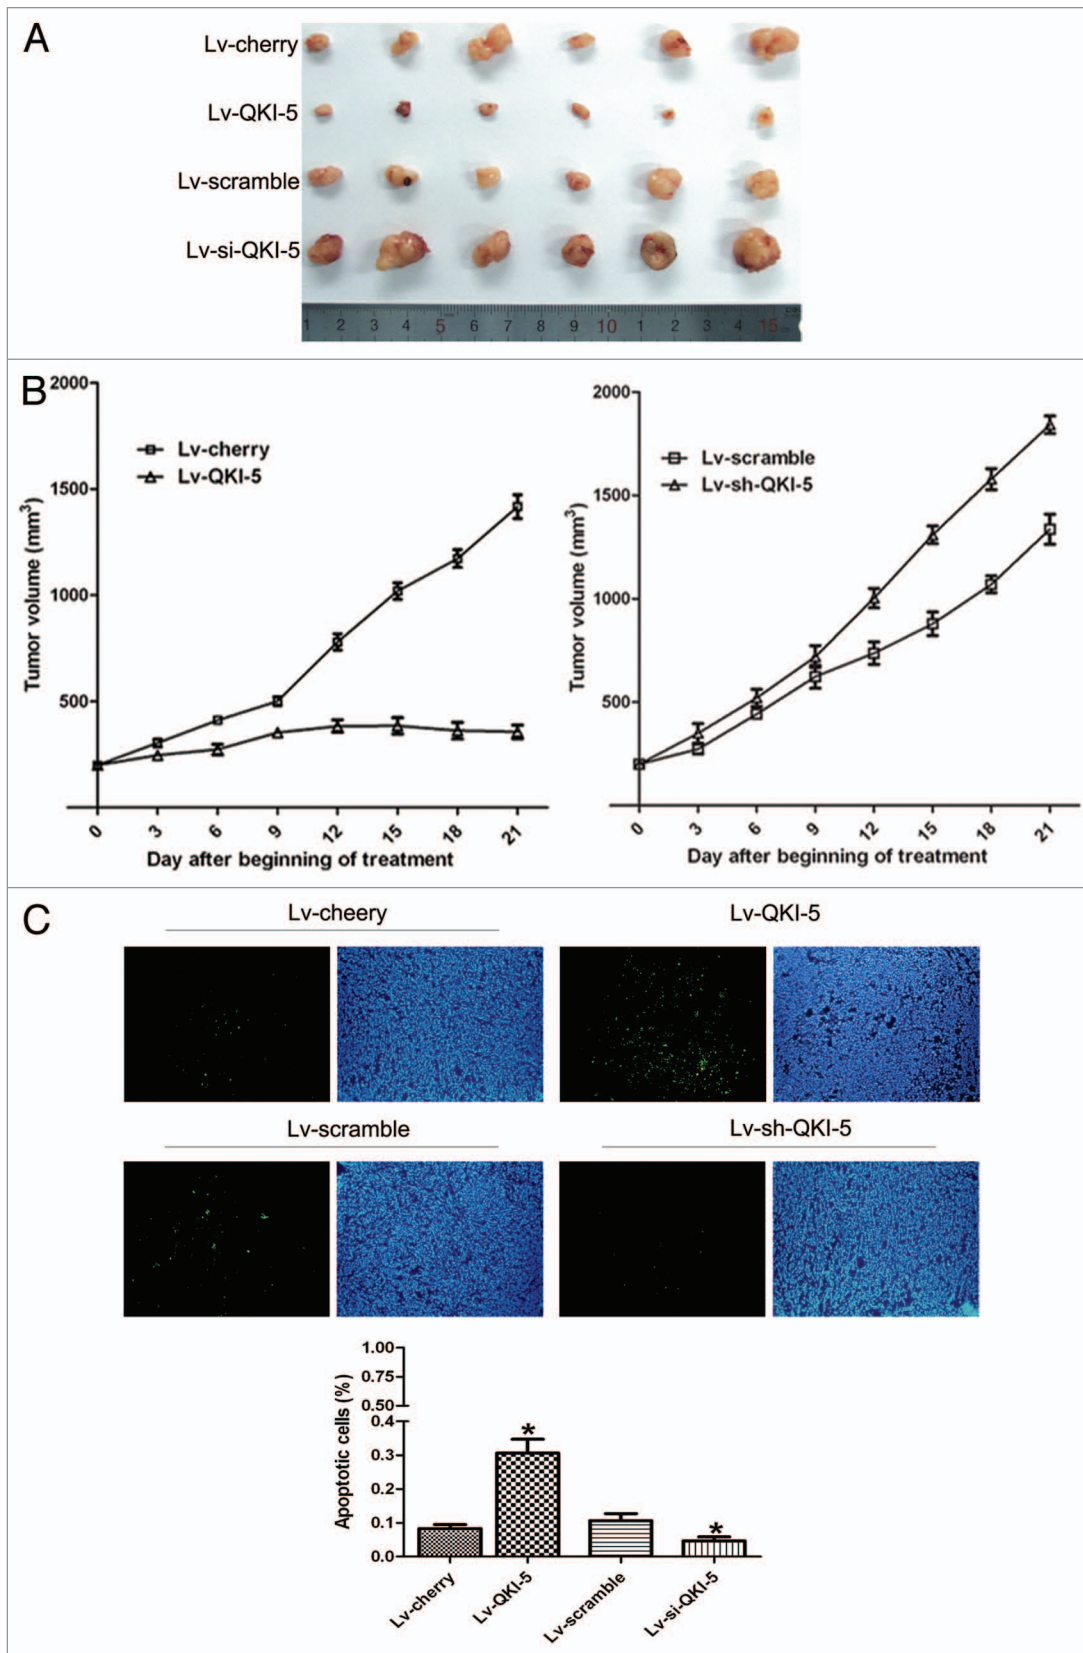 A
Lv-cherry
Lv-QKI-5
Lv-scramble
Lv-si-QKI-5
1 2 3 4 5 6 7 8 9 10 1 2 3 4 15
B
2000
1500
1000
500
Tumor volume (mm3)
Lv-cherry
Lv-QKI-5
0 3 6 9 12 15 18 21
Day after beginning of treatment
2000
1500
1000
500
Tumor volume (mm3)
Lv-scramble
Lv-sh-QKI-5
0 3 6 9 12 15 18 21
Day after beginning of treatment
C
Lv-cheery
Lv-QKI-5
Lv-scramble
Lv-sh-QKI-5
1.00
0.75
0.50
0.4
0.3
0.2
0.1
0.0
Apoptotic cells (%)
*
*
Lv-cherry
Lv-QKI-5
Lv-scramble
Lv-si-QKI-5